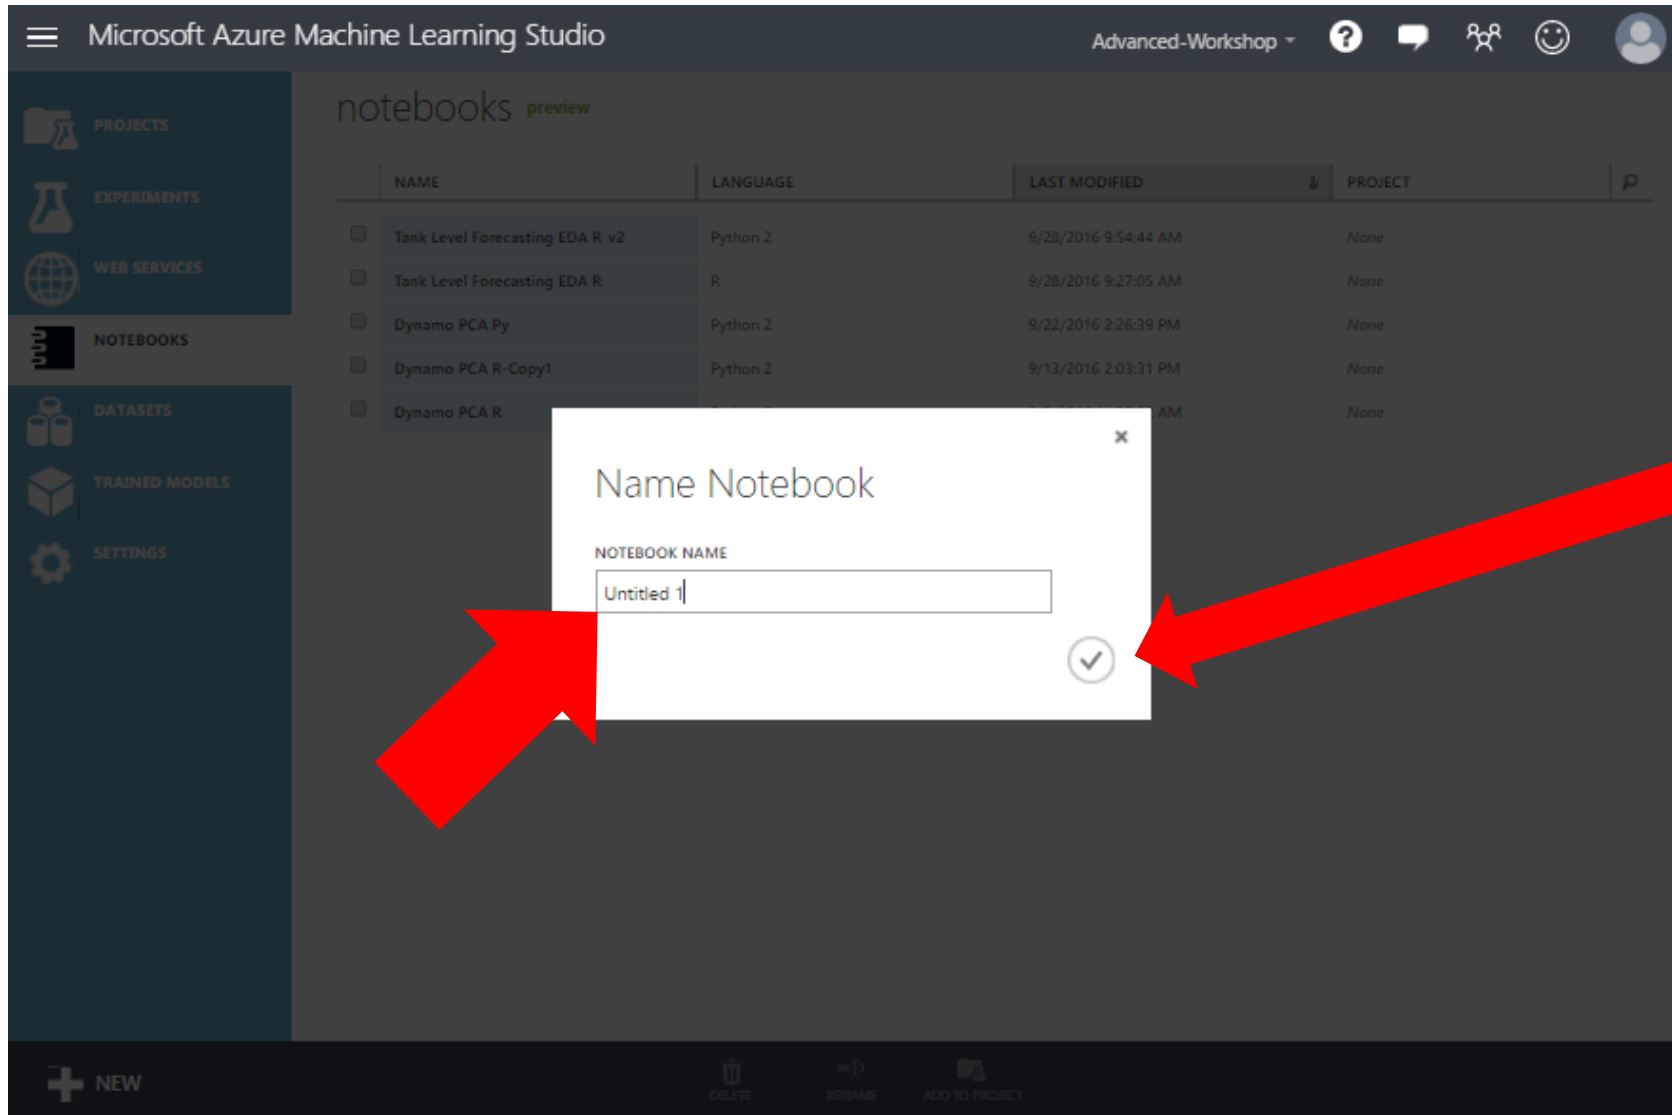 Microsoft Azure Machine Learning Studio
Advanced-Workshop
?
PROJECTS
EXPERIMENTS
WEB SERVICES
NOTEBOOKS
DATASETS
TRAINED MODELS
SETTINGS
notebooks preview
NAME LANGUAGE LAST MODIFIED PROJECT
Tank Level Forecasting EDA R_v2 Python 2 9/28/2016 9:54:44 AM None
Tank Level Forecasting EDA R R 9/28/2016 9:27:05 AM None
Dynamo PCA Py Python 2 9/22/2016 2:26:39 PM None
Dynamo PCA R-Copy1 Python 2 9/13/2016 2:03:31 PM None
Dynamo PCA R AM None
Name Notebook
NOTEBOOK NAME
Untitled 1
NEW
DELETE
RENAME
ADD TO PROJECT